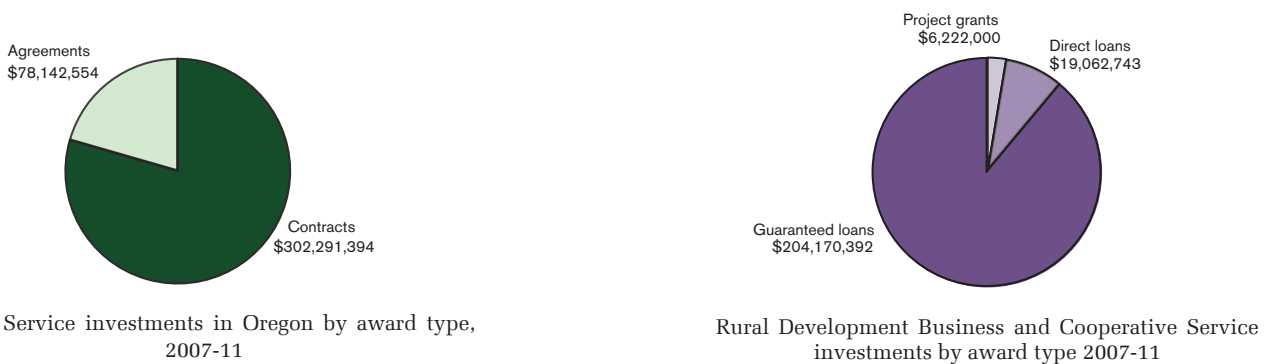 Agreements
$78,142,554
Contracts
$302,291,394
Service investments in Oregon by award type,
2007-11
Project grants
$6,222,000
Direct loans
$19,062,743
Guaranteed loans
$204,170,392
Rural Development Business and Cooperative Service
investments by award type 2007-11